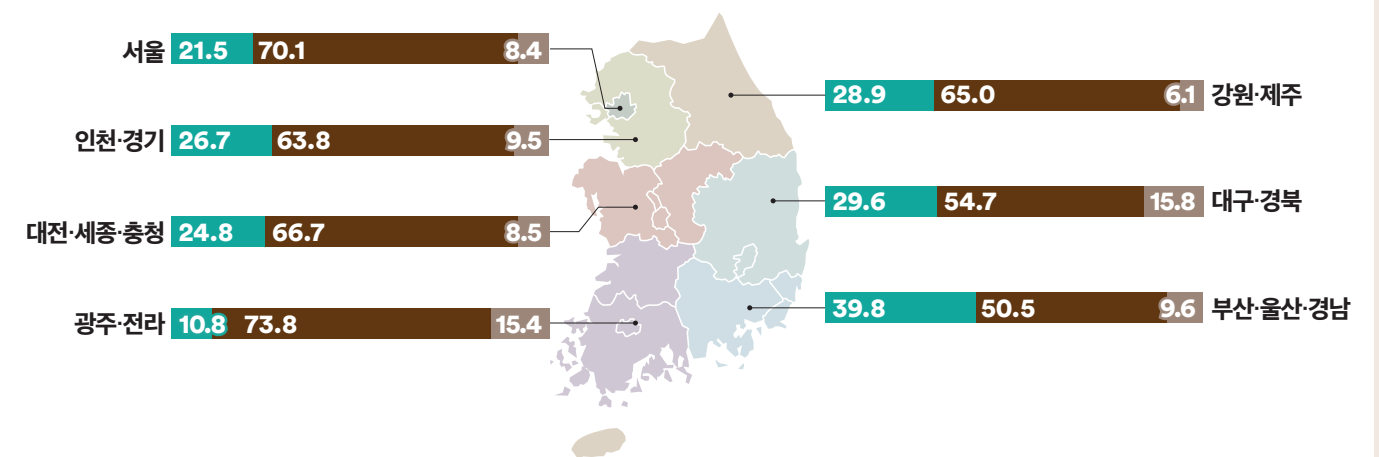 서울 21.5 70.1 8.4
인천·경기 26.7 63.8 9.5
대전·세종·충청 24.8 66.7 8.5
광주·전라 10.8 73.8 15.4
28.9 65.0 6.1 강원·제주
29.6 54.7 15.8 대구·경북
39.8 50.5 9.6 부산·울산·경남